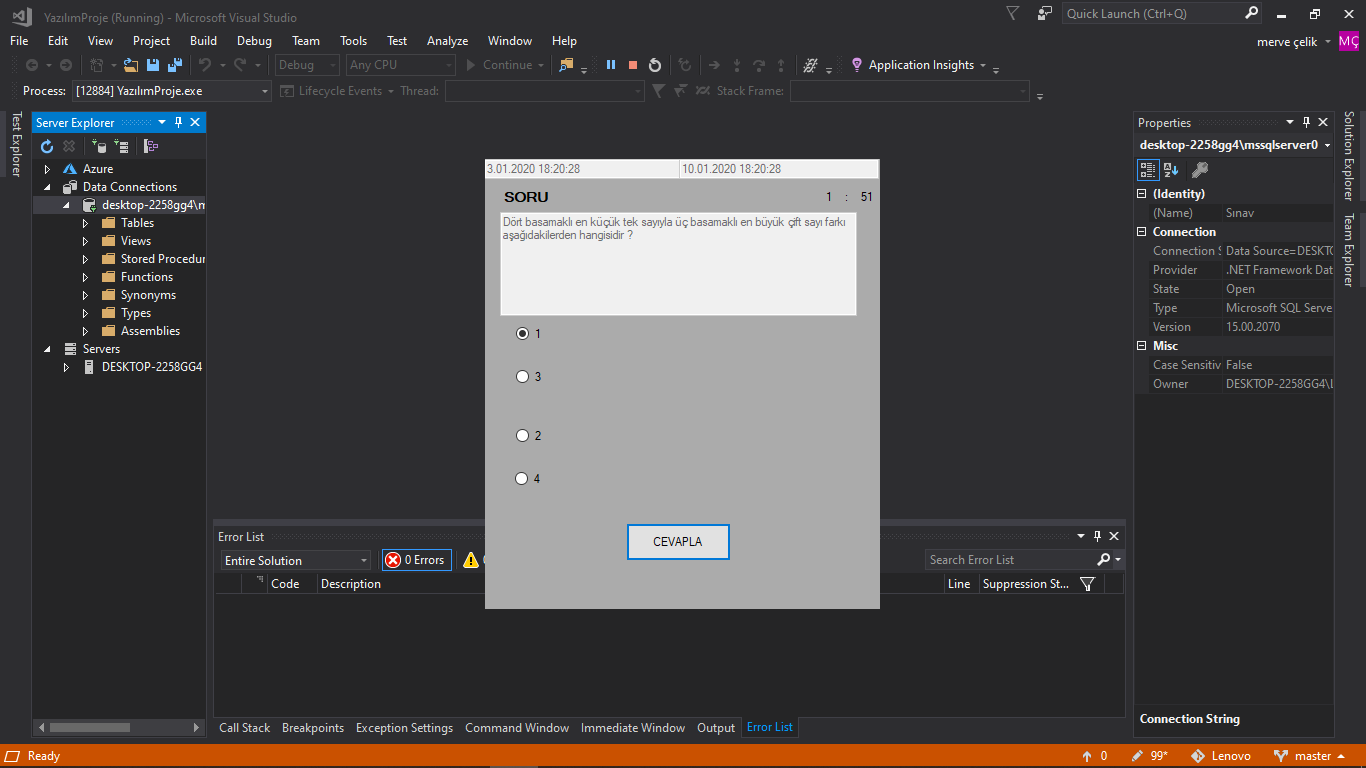 YazılımProje (Running) - Microsoft Visual Studio
Quick Launch (Ctrl+Q)
File Edit View Project Build Debug Team Tools Test Analyze Window Help
merve çelik MÇ
Debug Any CPU Continue Application Insights
Process: [12884] YazılımProje.exe Lifecycle Events Thread: Stack Frame:
Test Explorer
Server Explorer
Azure
Data Connections
desktop-2258gg4\m
Tables
Views
Stored Procedur
Functions
Synonyms
Types
Assemblies
Servers
DESKTOP-2258GG4
3.01.2020 18:20:28 10.01.2020 18:20:28
SORU 1 : 51
Dört basamaklı en küçük tek sayıyla üç basamaklı en büyük çift sayı farkı
aşağıdakilerden hangisidir ?
1
3
2
4
CEVAPLA
Error List
Entire Solution 0 Errors
Search Error List
Code Description Line Suppression St...
Call Stack Breakpoints Exception Settings Command Window Immediate Window Output Error List
Properties
desktop-2258gg4\mssqlserver0
(Identity)
(Name) Sınav
Connection
Connection S Data Source=DESKTO
Provider .NET Framework Dat
State Open
Type Microsoft SQL Serve
Version 15.00.2070
Misc
Case Sensitiv False
Owner DESKTOP-2258GG4\L
Connection String
Solution Explorer
Team Explorer
Ready 0 99* Lenovo master